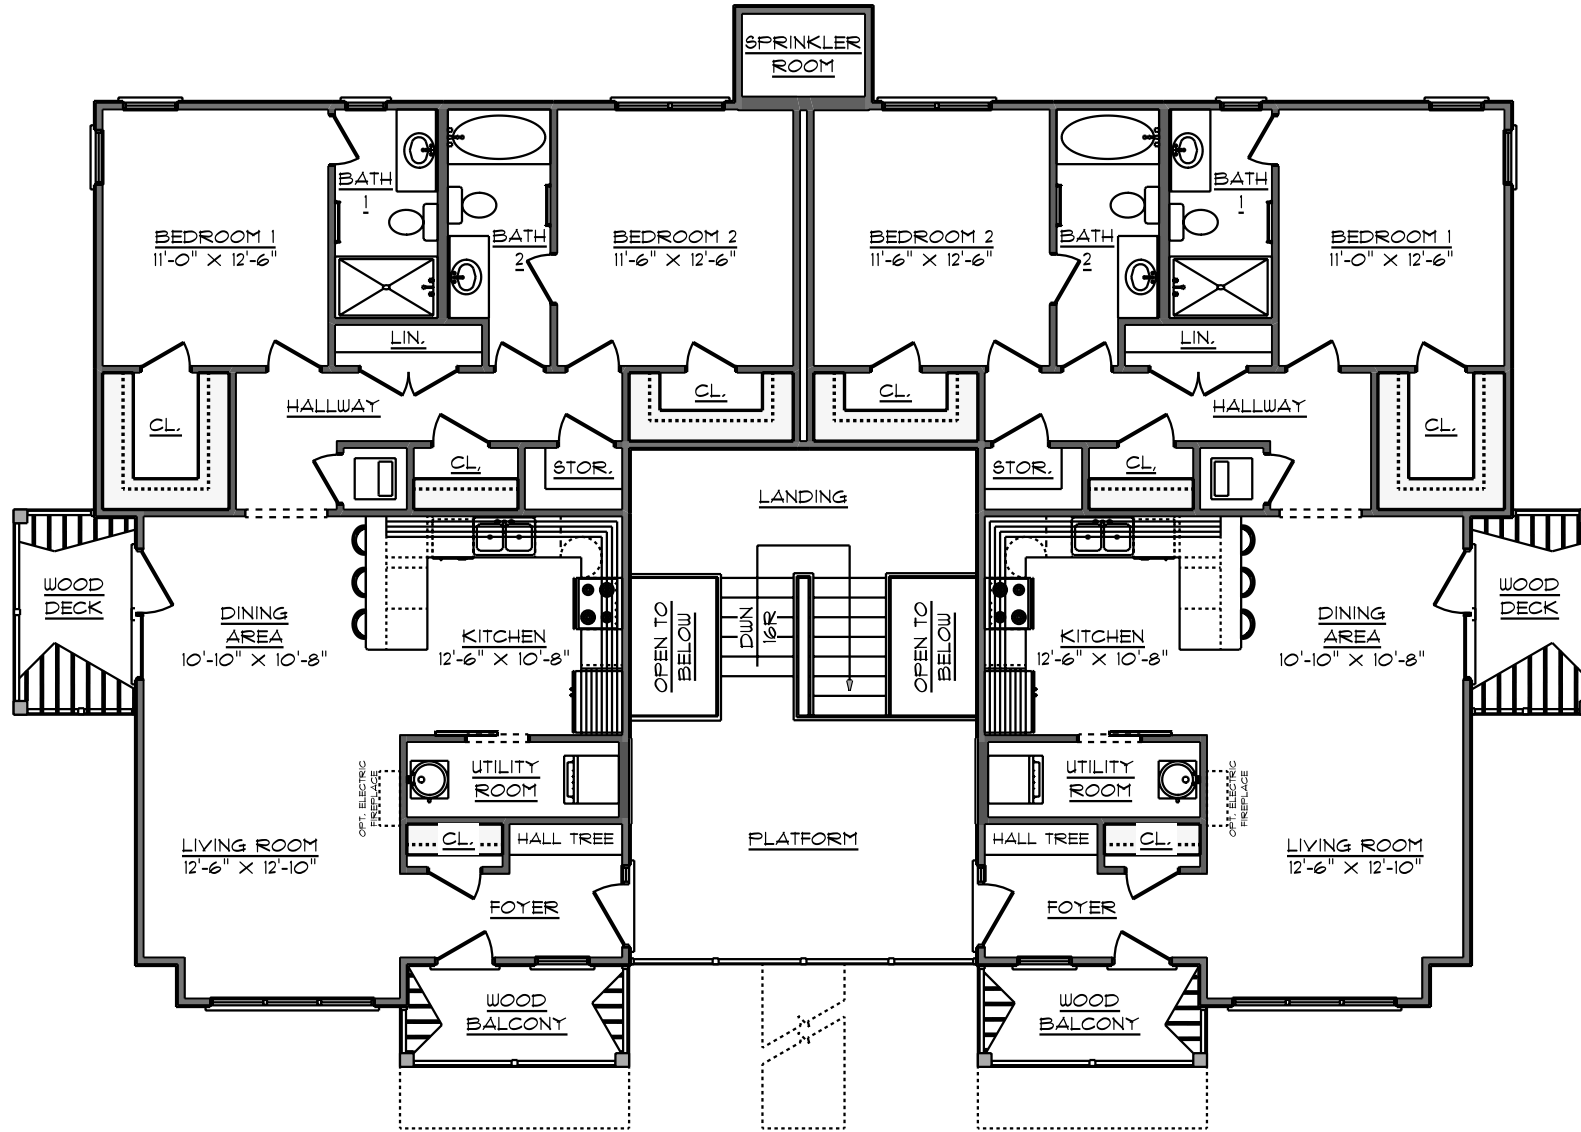 SPRINKLER
ROOM
BATH
1
BEDROOM 1
11'-0" X 12'-6"
BATH
2
BEDROOM 2
11'-6" X 12'-6"
BEDROOM 2
11'-6" X 12'-6"
BATH
2
BATH
1
BEDROOM 1
11'-0" X 12'-6"
LIN.
LIN.
CL.
HALLWAY
CL.
CL.
HALLWAY
CL.
CL,
STOR.
STOR.
CL,
LANDING
WOOD
DECK
DINING
AREA
10'-10" X 10'-8"
KITCHEN
12'-6" X 10'-8"
OPEN TO
BELOW
DWN
16R
OPEN TO
BELOW
KITCHEN
12'-6" X 10'-8"
DINING
AREA
10'-10" X 10'-8"
WOOD
DECK
OPT. ELECTRIC
FIREPLACE
UTILITY
ROOM
UTILITY
ROOM
OPT. ELECTRIC
FIREPLACE
LIVING ROOM
12'-6" X 12'-10"
CL.
HALL TREE
PLATFORM
HALL TREE
CL.
LIVING ROOM
12'-6" X 12'-10"
FOYER
FOYER
WOOD
BALCONY
WOOD
BALCONY